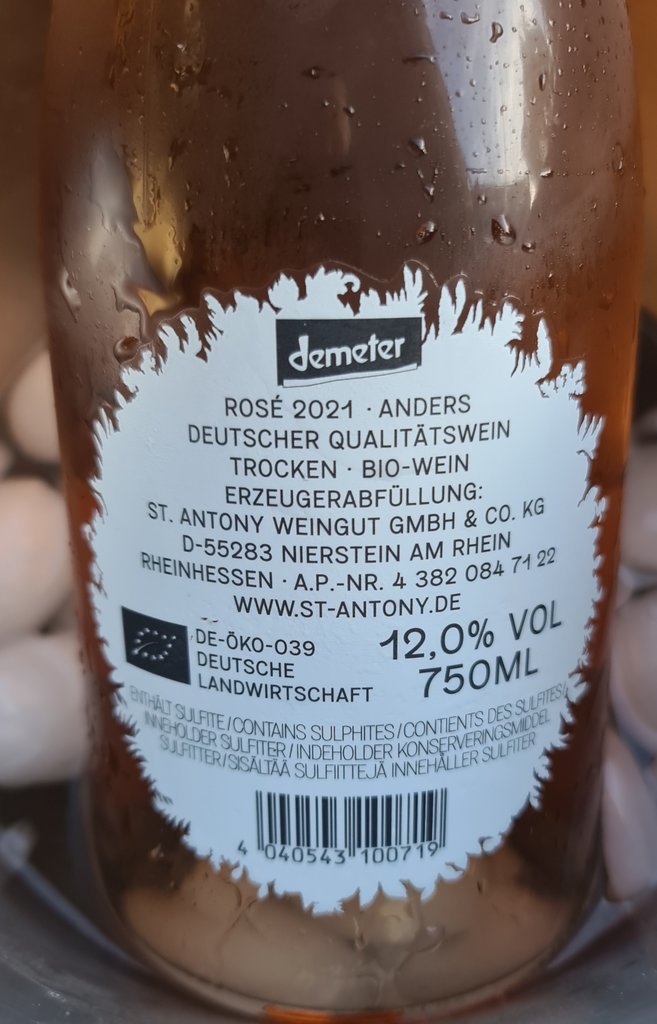 demeter
ROSÉ 2021 · ANDERS
DEUTSCHER QUALITÄTSWEIN
TROCKEN · BIO-WEIN
ERZEUGERABFÜLLUNG:
ST. ANTONY WEINGUT GMBH & CO. KG
D-55283 NIERSTEIN AM RHEIN
RHEINHESSEN · A.P.-NR. 4 382 084 71 22
WWW.ST-ANTONY.DE
DE-ÖKO-039
DEUTSCHE
LANDWIRTSCHAFT
12,0% VOL
750ML
ENTHÄLT SULFITE/CONTAINS SULPHITES/CONTIENTS DES SULFITES/
INNEHOLDER SULFITER/INDEHOLDER KONSERVERINGSMIDDEL
SULFITTER/SISÄLTÄÄ SULFIITTEJÄ INNEHÅLLER SULFITER
4 040543 100719